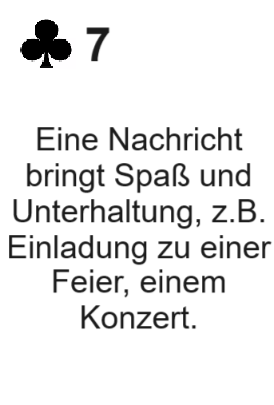 ♣ 7
Eine Nachricht
bringt Spaß und
Unterhaltung, z.B.
Einladung zu einer
Feier, einem
Konzert.